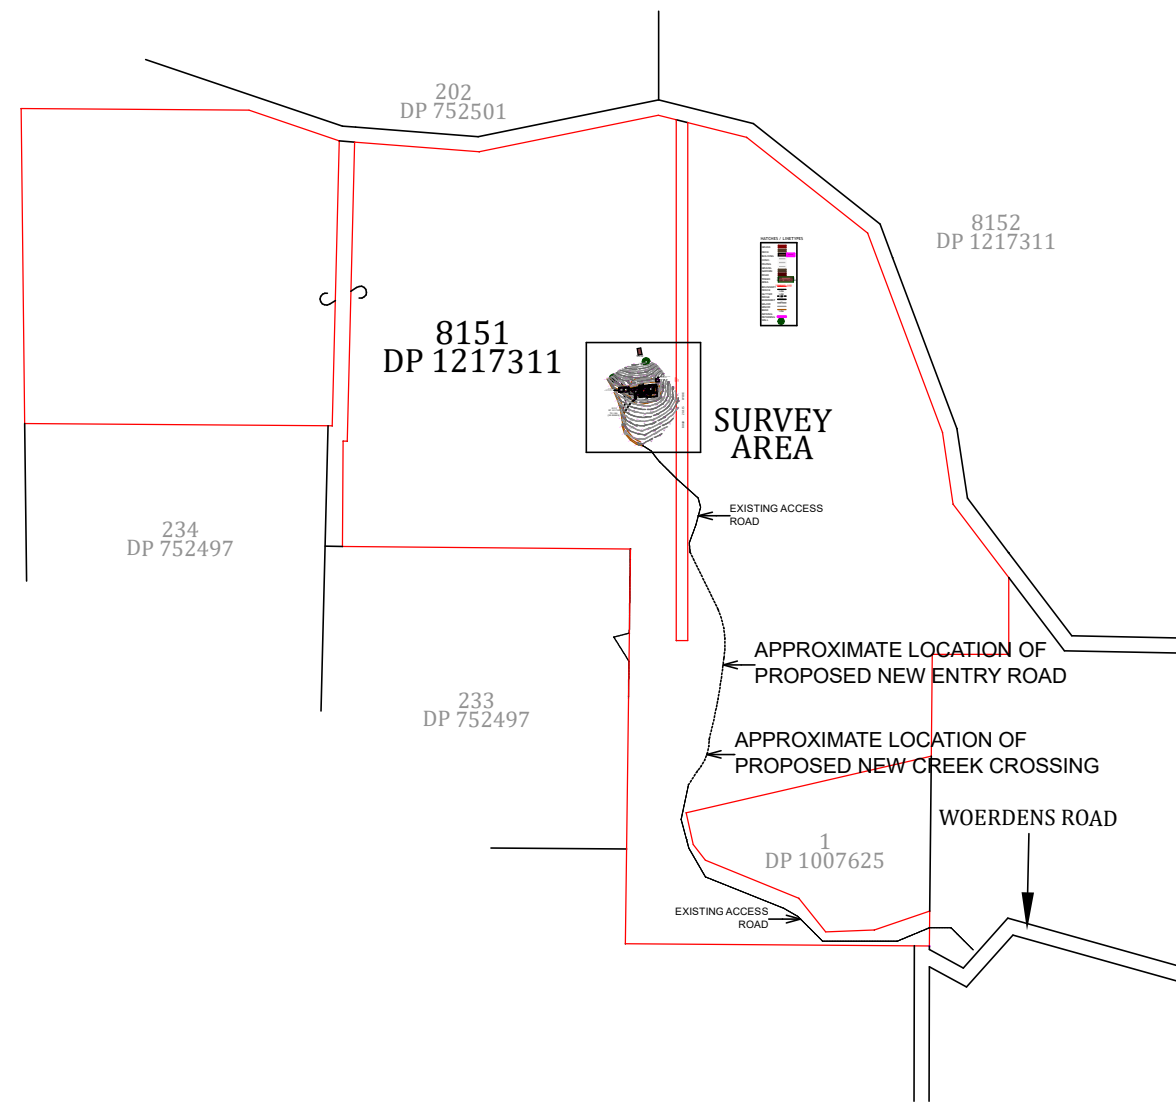 202
DP 752501
8152
DP 1217311
HATCHES / LINETYPES
8151
DP 1217311
SURVEY
AREA
EXISTING ACCESS
ROAD
234
DP 752497
APPROXIMATE LOCATION OF
PROPOSED NEW ENTRY ROAD
233
DP 752497
APPROXIMATE LOCATION OF
PROPOSED NEW CREEK CROSSING
WOERDENS ROAD
1
DP 1007625
EXISTING ACCESS
ROAD